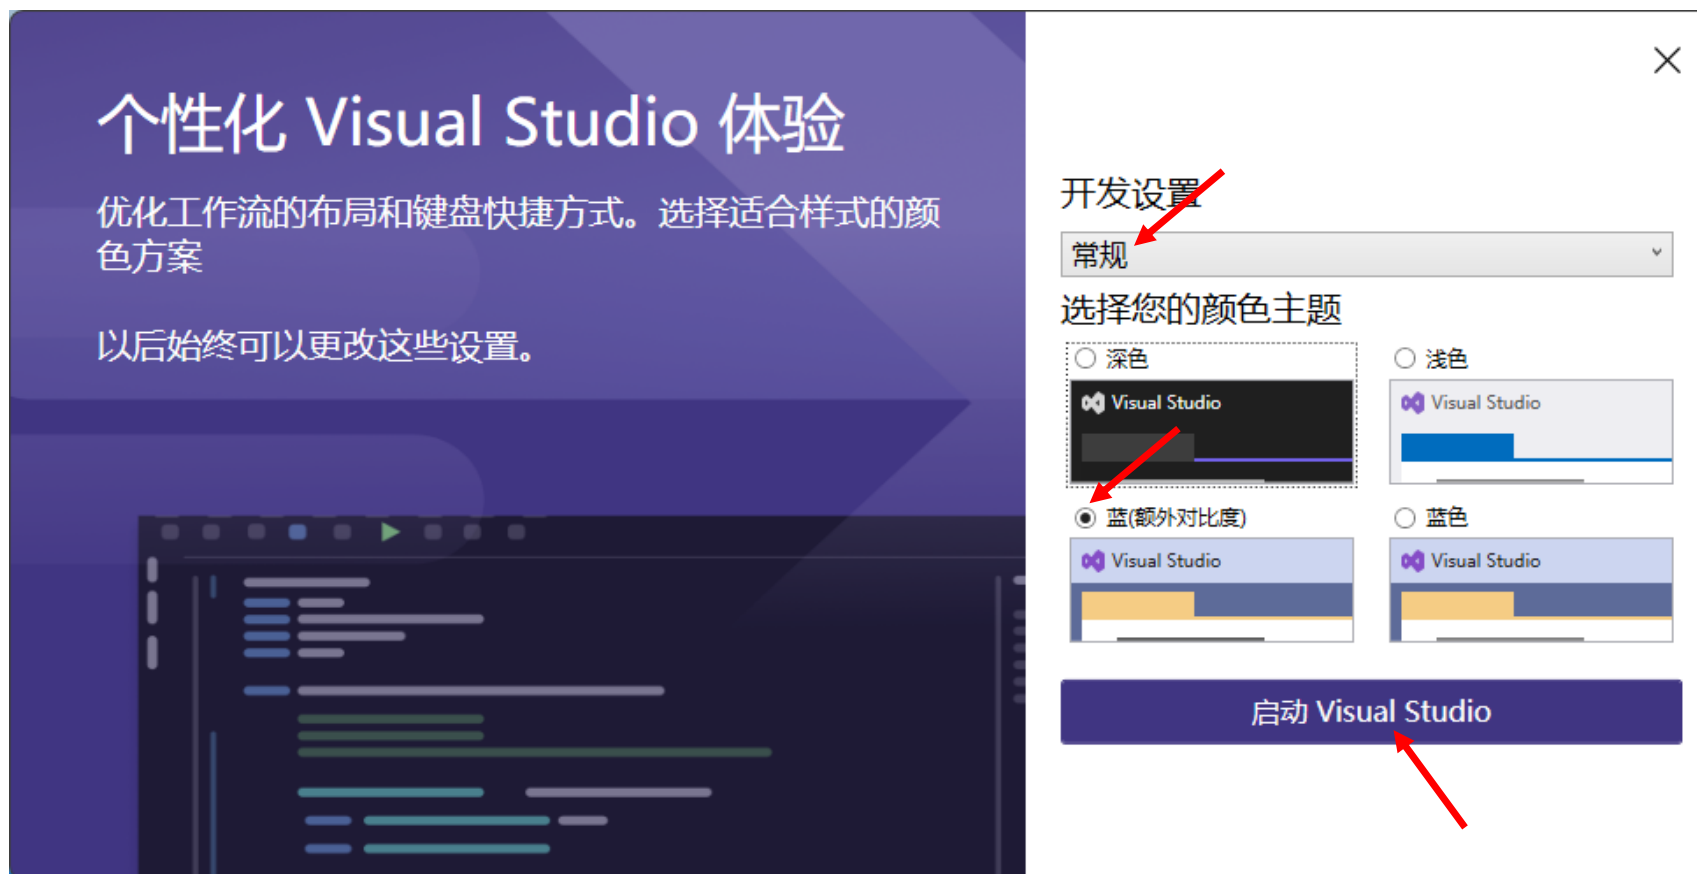 个性化 Visual Studio 体验
优化工作流的布局和键盘快捷方式。选择适合样式的颜
色方案
以后始终可以更改这些设置。
开发设置
常规
选择您的颜色主题
深色
浅色
Visual Studio
Visual Studio
蓝(额外对比度)
蓝色
Visual Studio
Visual Studio
启动 Visual Studio